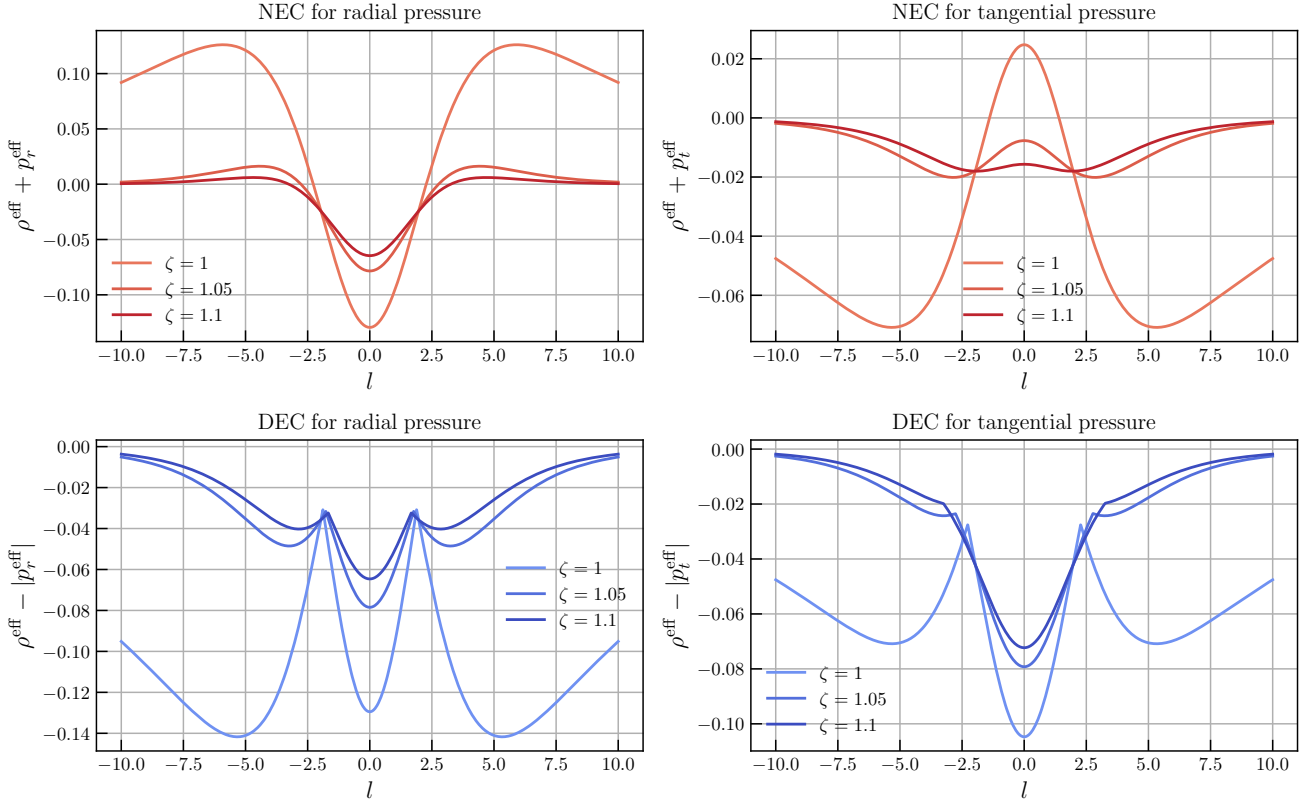 NEC for radial pressure
0.10
0.05
0.00
−0.05
−0.10
ρ^eff + p_r^eff
ζ = 1
ζ = 1.05
ζ = 1.1
−10.0 −7.5 −5.0 −2.5 0.0 2.5 5.0 7.5 10.0
l
NEC for tangential pressure
0.02
0.00
−0.02
−0.04
−0.06
ρ^eff + p_t^eff
ζ = 1
ζ = 1.05
ζ = 1.1
−10.0 −7.5 −5.0 −2.5 0.0 2.5 5.0 7.5 10.0
l
DEC for radial pressure
0.00
−0.02
−0.04
−0.06
−0.08
−0.10
−0.12
−0.14
ρ^eff − |p_r^eff|
ζ = 1
ζ = 1.05
ζ = 1.1
−10.0 −7.5 −5.0 −2.5 0.0 2.5 5.0 7.5 10.0
l
DEC for tangential pressure
0.00
−0.02
−0.04
−0.06
−0.08
−0.10
ρ^eff − |p_t^eff|
ζ = 1
ζ = 1.05
ζ = 1.1
−10.0 −7.5 −5.0 −2.5 0.0 2.5 5.0 7.5 10.0
l